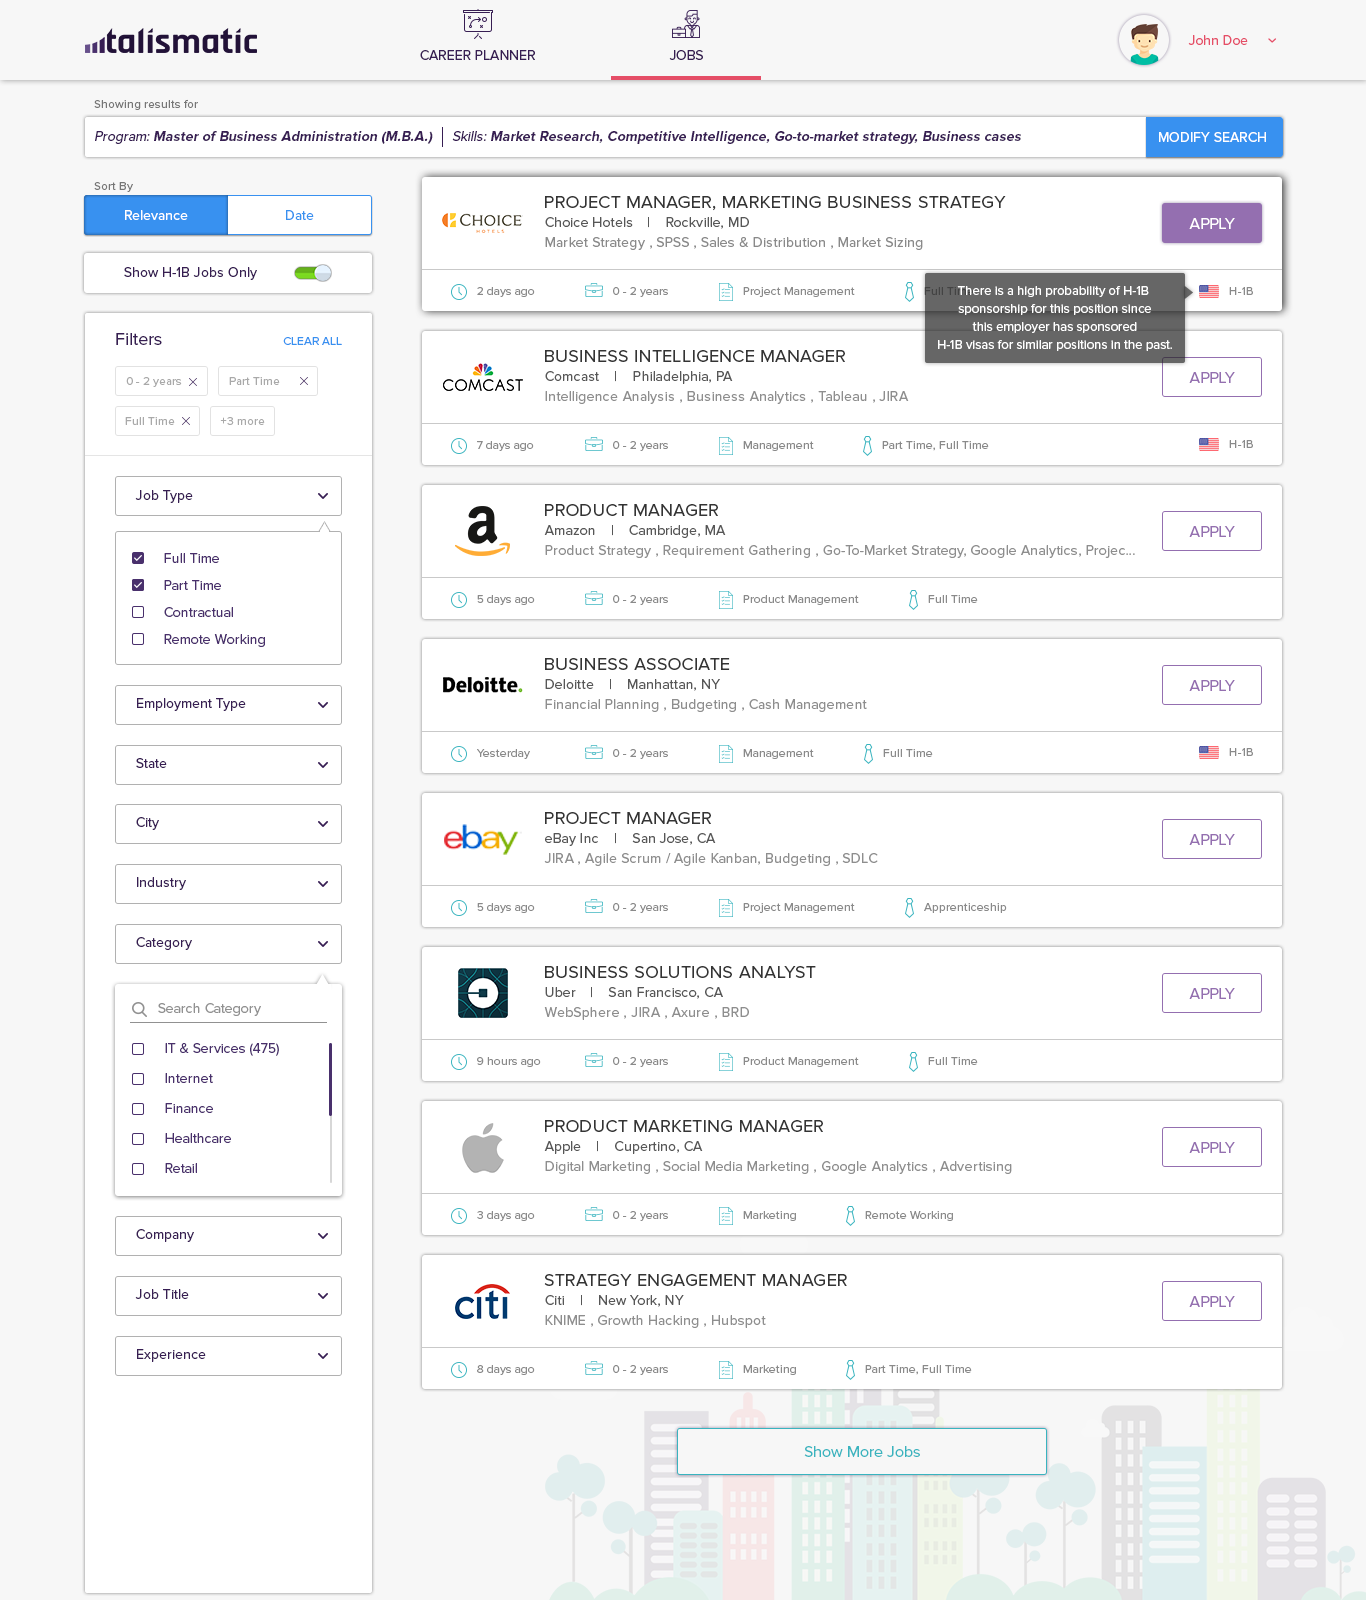 talismatic
CAREER PLANNER
JOBS
John Doe
Showing results for
Program: Master of Business Administration (M.B.A.) | Skills: Market Research, Competitive Intelligence, Go-to-market strategy, Business cases
MODIFY SEARCH
Sort By
Relevance
Date
Show H-1B Jobs Only
Filters
CLEAR ALL
0 - 2 years
Part Time
Full Time
+3 more
Job Type
Full Time
Part Time
Contractual
Remote Working
Employment Type
State
City
Industry
Category
Search Category
IT & Services (475)
Internet
Finance
Healthcare
Retail
Company
Job Title
Experience
CHOICE
HOTELS
PROJECT MANAGER, MARKETING BUSINESS STRATEGY
Choice Hotels | Rockville, MD
Market Strategy , SPSS , Sales & Distribution , Market Sizing
APPLY
2 days ago
0 - 2 years
Project Management
Full Ti
H-1B
There is a high probability of H-1B
sponsorship for this position since
this employer has sponsored
H-1B visas for similar positions in the past.
COMCAST
BUSINESS INTELLIGENCE MANAGER
Comcast | Philadelphia, PA
Intelligence Analysis , Business Analytics , Tableau , JIRA
APPLY
7 days ago
0 - 2 years
Management
Part Time, Full Time
H-1B
a
PRODUCT MANAGER
Amazon | Cambridge, MA
Product Strategy , Requirement Gathering , Go-To-Market Strategy, Google Analytics, Projec...
APPLY
5 days ago
0 - 2 years
Product Management
Full Time
Deloitte.
BUSINESS ASSOCIATE
Deloitte | Manhattan, NY
Financial Planning , Budgeting , Cash Management
APPLY
Yesterday
0 - 2 years
Management
Full Time
H-1B
ebay
PROJECT MANAGER
eBay Inc | San Jose, CA
JIRA , Agile Scrum / Agile Kanban, Budgeting , SDLC
APPLY
5 days ago
0 - 2 years
Project Management
Apprenticeship
BUSINESS SOLUTIONS ANALYST
Uber | San Francisco, CA
WebSphere , JIRA , Axure , BRD
APPLY
9 hours ago
0 - 2 years
Product Management
Full Time
PRODUCT MARKETING MANAGER
Apple | Cupertino, CA
Digital Marketing , Social Media Marketing , Google Analytics , Advertising
APPLY
3 days ago
0 - 2 years
Marketing
Remote Working
citi
STRATEGY ENGAGEMENT MANAGER
Citi | New York, NY
KNIME , Growth Hacking , Hubspot
APPLY
8 days ago
0 - 2 years
Marketing
Part Time, Full Time
Show More Jobs